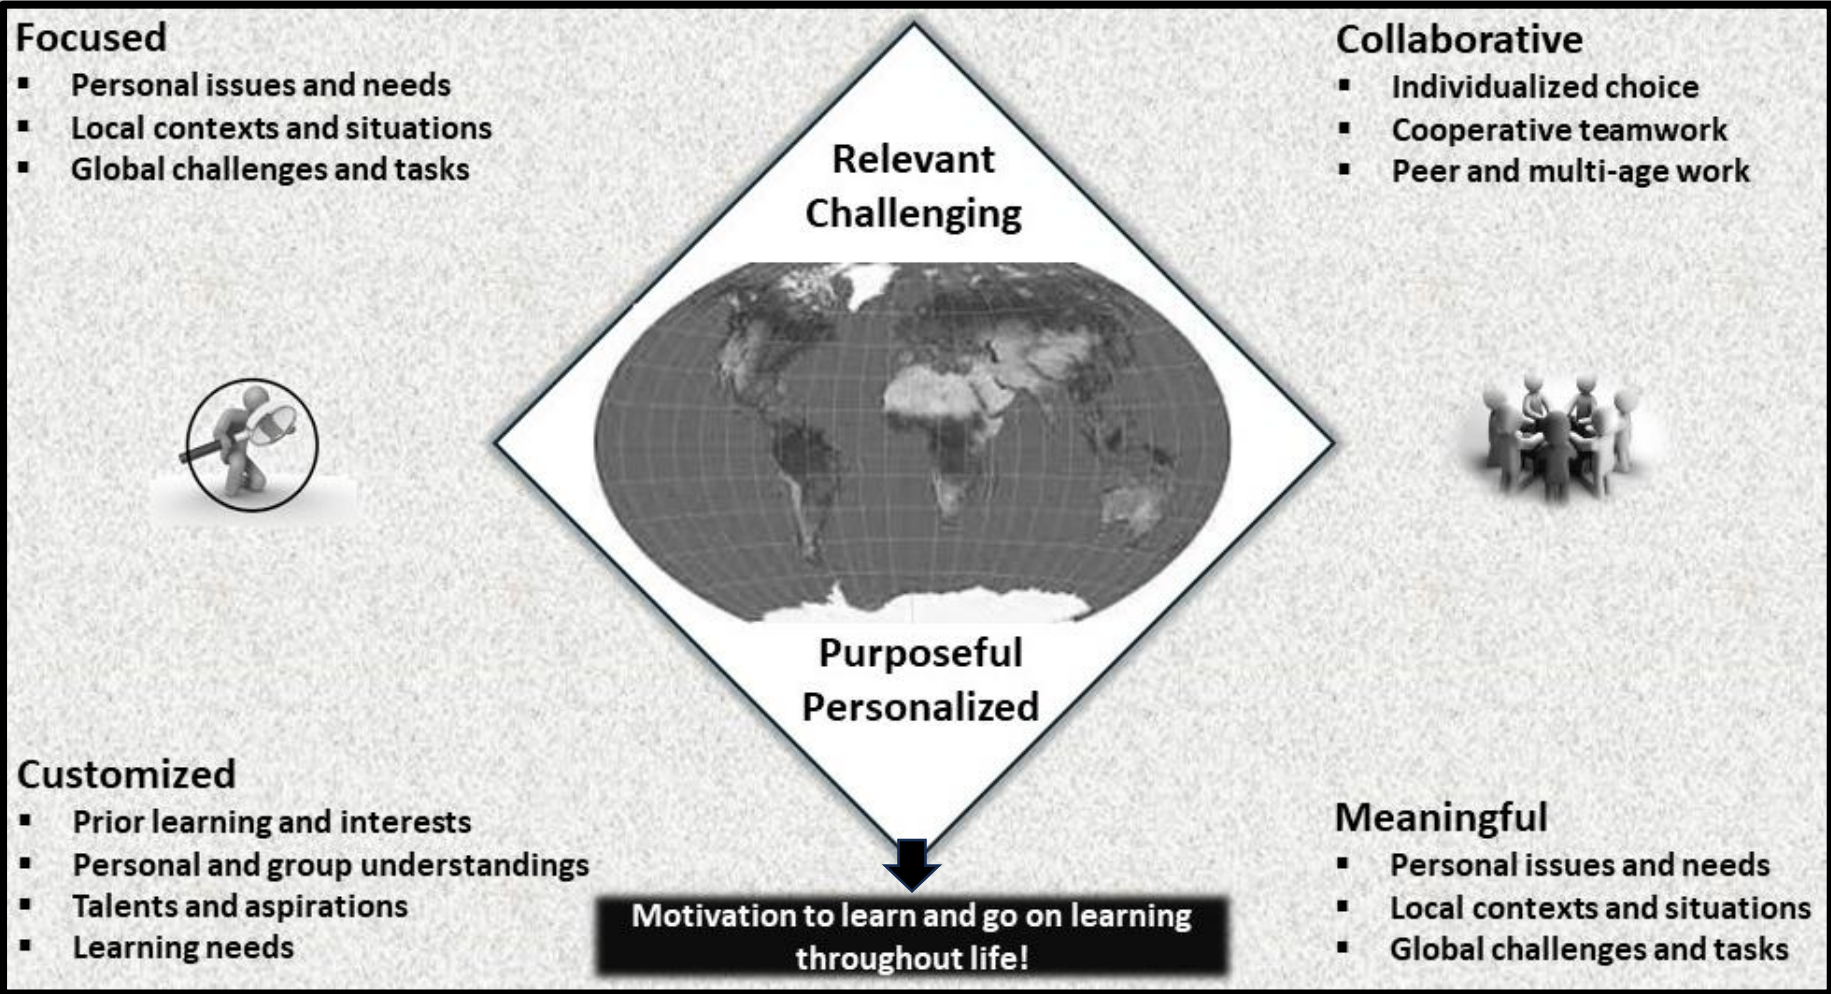 Focused
▪ Personal issues and needs
▪ Local contexts and situations
▪ Global challenges and tasks
Collaborative
▪ Individualized choice
▪ Cooperative teamwork
▪ Peer and multi-age work
Relevant
Challenging
Purposeful
Personalized
Customized
▪ Prior learning and interests
▪ Personal and group understandings
▪ Talents and aspirations
▪ Learning needs
Meaningful
▪ Personal issues and needs
▪ Local contexts and situations
▪ Global challenges and tasks
Motivation to learn and go on learning
throughout life!